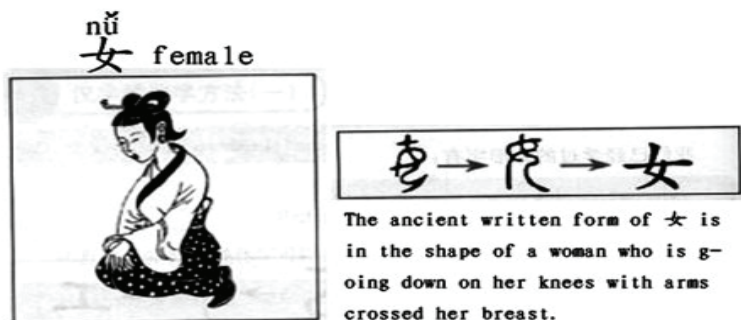 nǚ
女 female
→ → 女
The ancient written form of 女 is
in the shape of a woman who is g-
oing down on her knees with arms
crossed her breast.